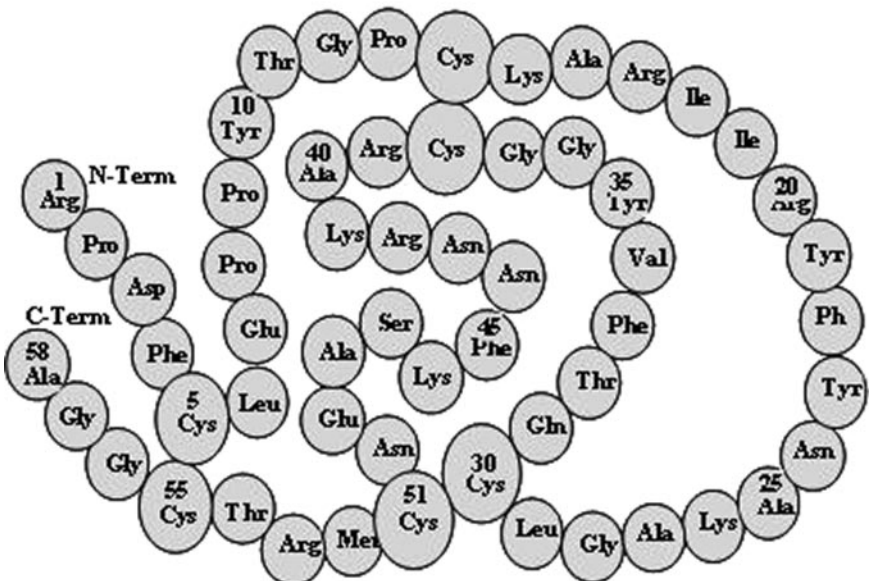 N-Term
1
Arg
Pro
Asp
Phe
5
Cys
Leu
Glu
Pro
Pro
10
Tyr
Thr
Gly
Pro
Cys
Lys
Ala
Arg
Ile
Ile
20
Arg
Tyr
Ph
Tyr
Asn
25
Ala
Lys
Ala
Gly
Leu
30
Cys
Gln
Thr
Phe
Val
35
Tyr
Gly
Gly
Cys
Arg
40
Ala
Lys
Arg
Asn
Asn
45
Phe
Lys
Ser
Ala
Glu
Asn
51
Cys
Met
Arg
Thr
55
Cys
Gly
Gly
58
Ala
C-Term